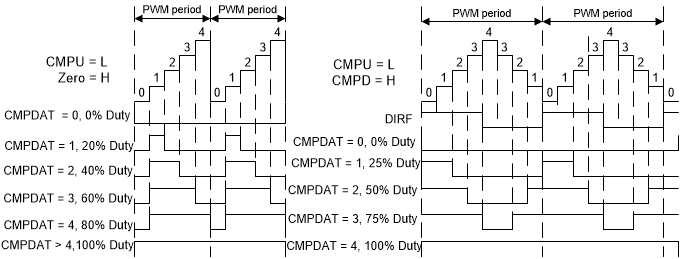 PWM period PWM period
4 4
3 3
2 2
1 1
0 0
CMPU = L
Zero = H
CMPDAT = 0, 0% Duty
CMPDAT = 1, 20% Duty
CMPDAT = 2, 40% Duty
CMPDAT = 3, 60% Duty
CMPDAT = 4, 80% Duty
CMPDAT > 4,100% Duty
PWM period PWM period
4 4
3 3 3 3
2 2 2 2
1 1 1 1
0 0 0
CMPU = L
CMPD = H
DIRF
CMPDAT = 0, 0% Duty
CMPDAT = 1, 25% Duty
CMPDAT = 2, 50% Duty
CMPDAT = 3, 75% Duty
CMPDAT = 4, 100% Duty